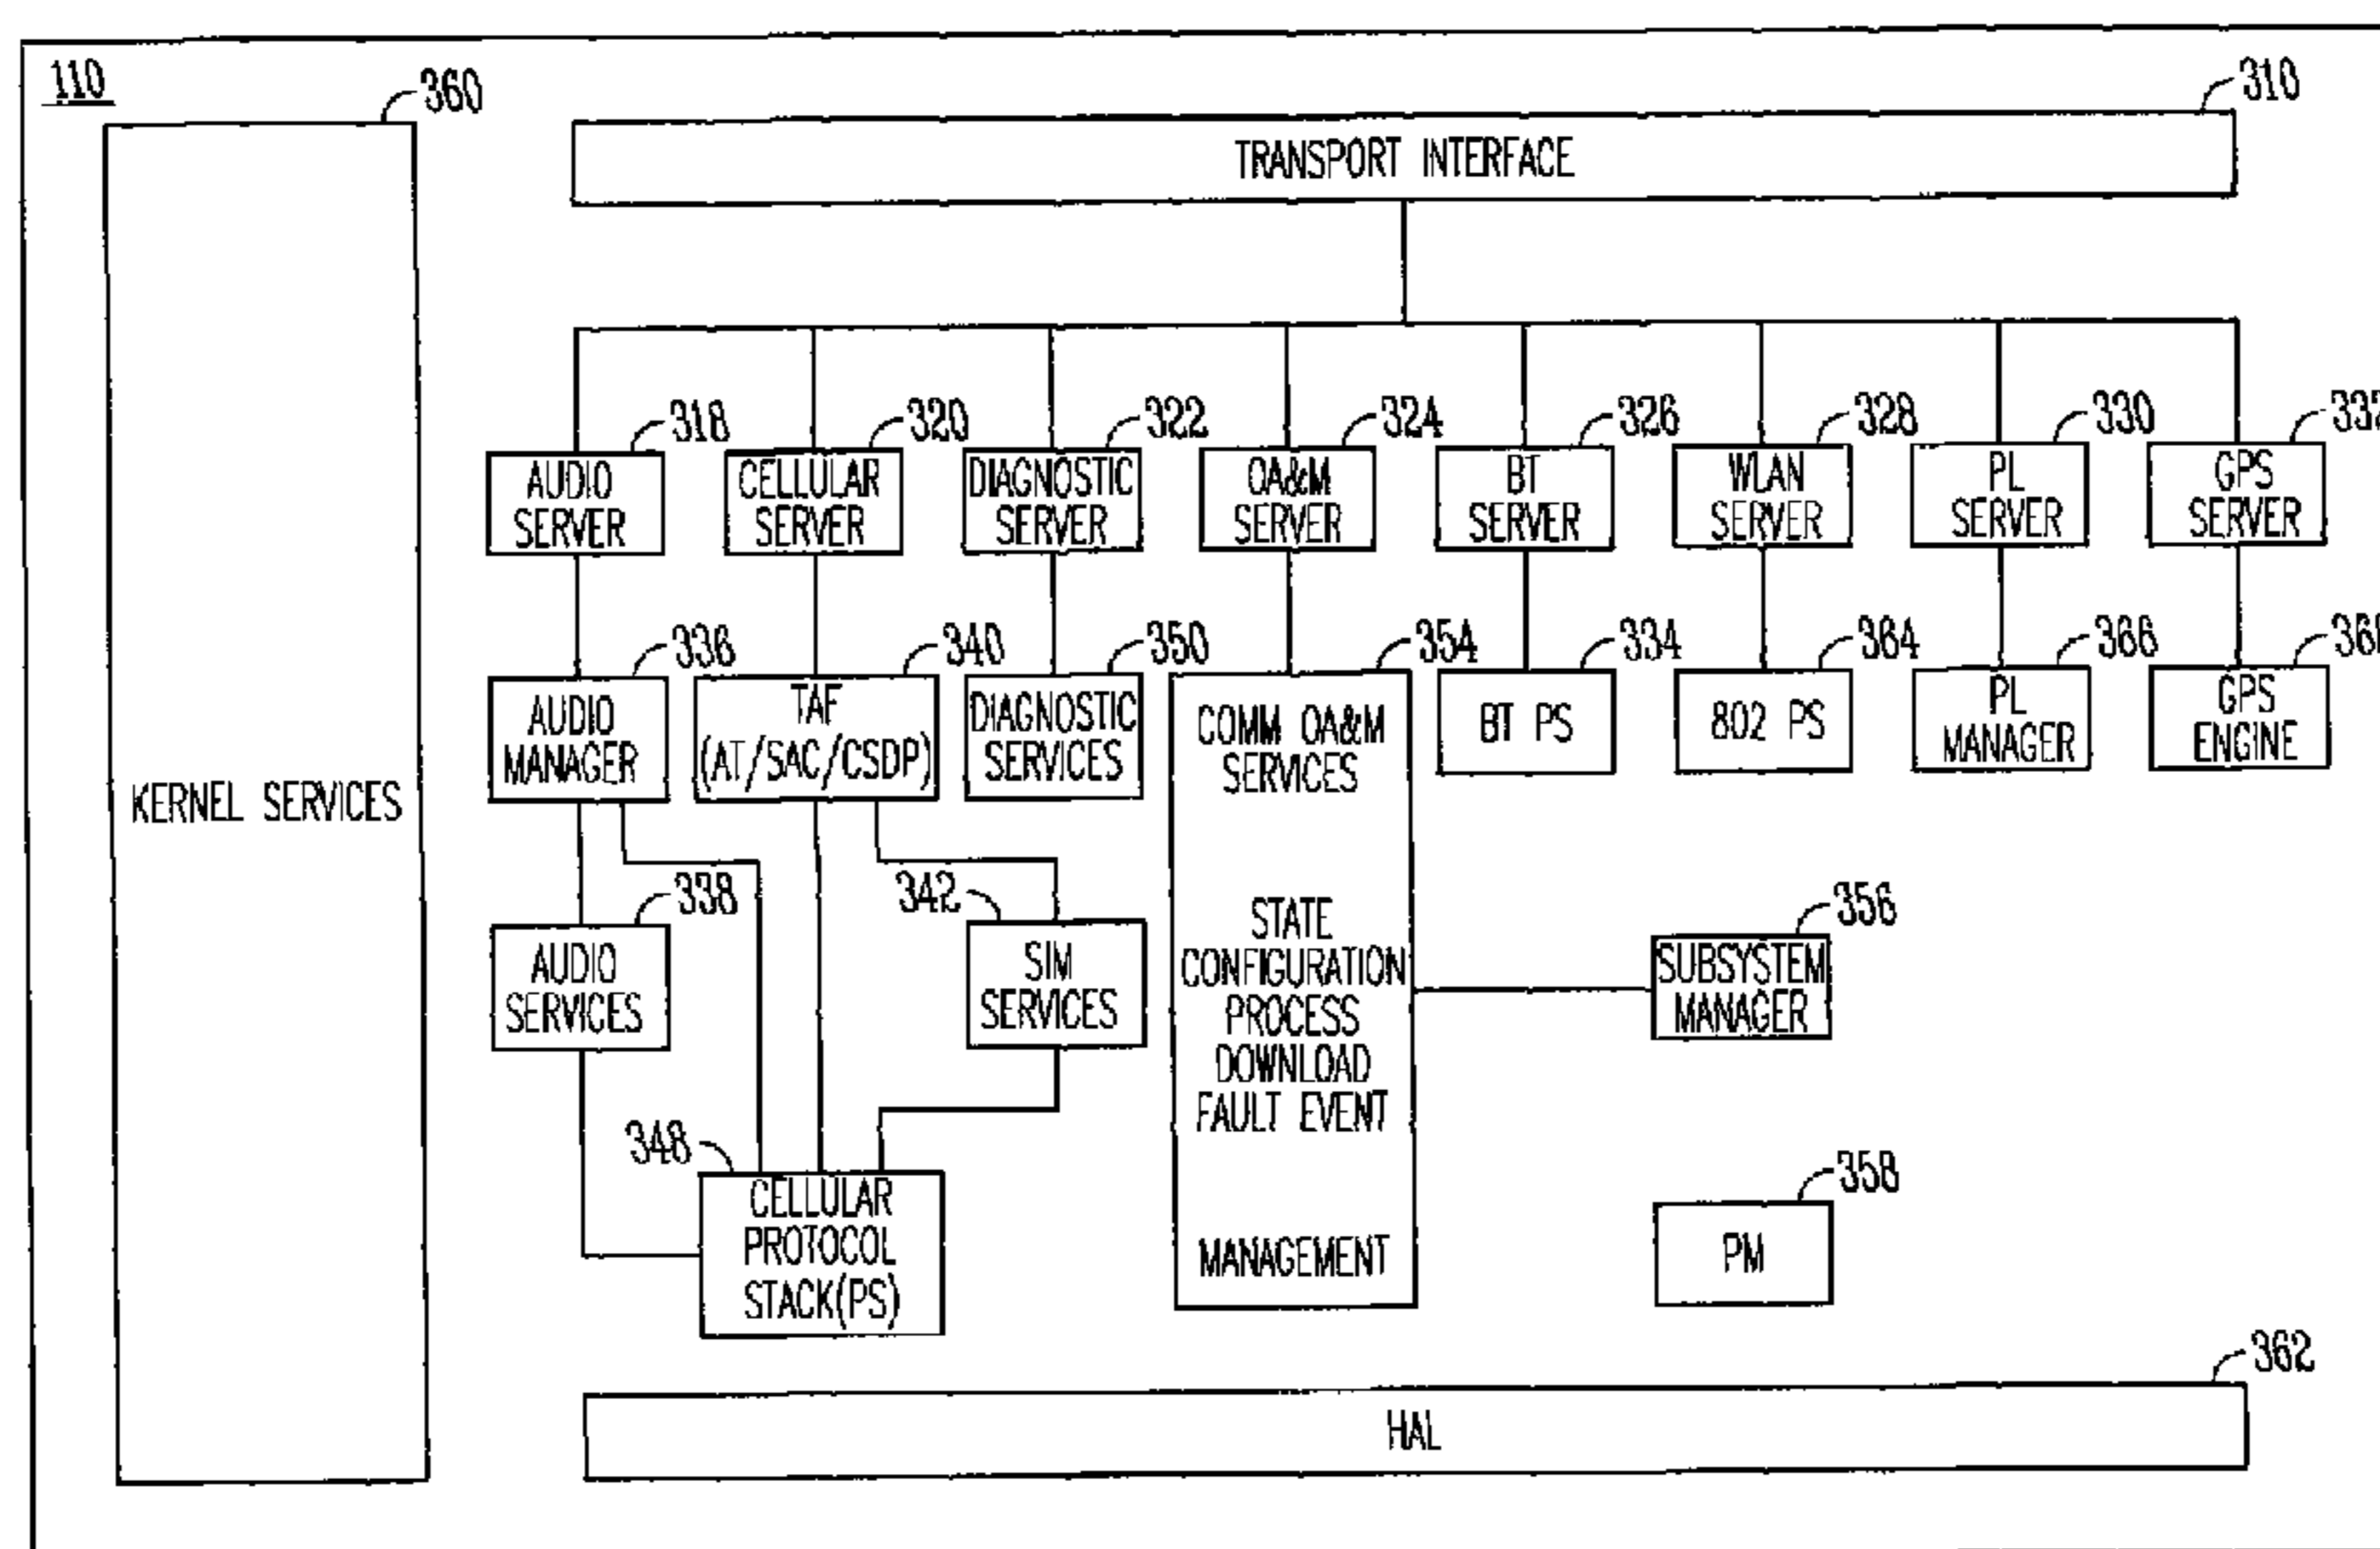 110
360
310
TRANSPORT INTERFACE
KERNEL SERVICES
318
320
322
324
326
328
330
AUDIO
SERVER
CELLULAR
SERVER
DIAGNOSTIC
SERVER
OA&M
SERVER
BT
SERVER
WLAN
SERVER
PL
SERVER
GPS
SERVER
336
340
350
354
334
364
366
AUDIO
MANAGER
TAF
(AT/SAC/CSDP)
DIAGNOSTIC
SERVICES
COMM OA&M
SERVICES
STATE
CONFIGURATION
PROCESS
DOWNLOAD
FAULT EVENT
MANAGEMENT
BT PS
802 PS
PL
MANAGER
GPS
ENGINE
338
342
356
AUDIO
SERVICES
SIM
SERVICES
SUBSYSTEM
MANAGER
348
358
CELLULAR
PROTOCOL
STACK(PS)
PM
362
HAL